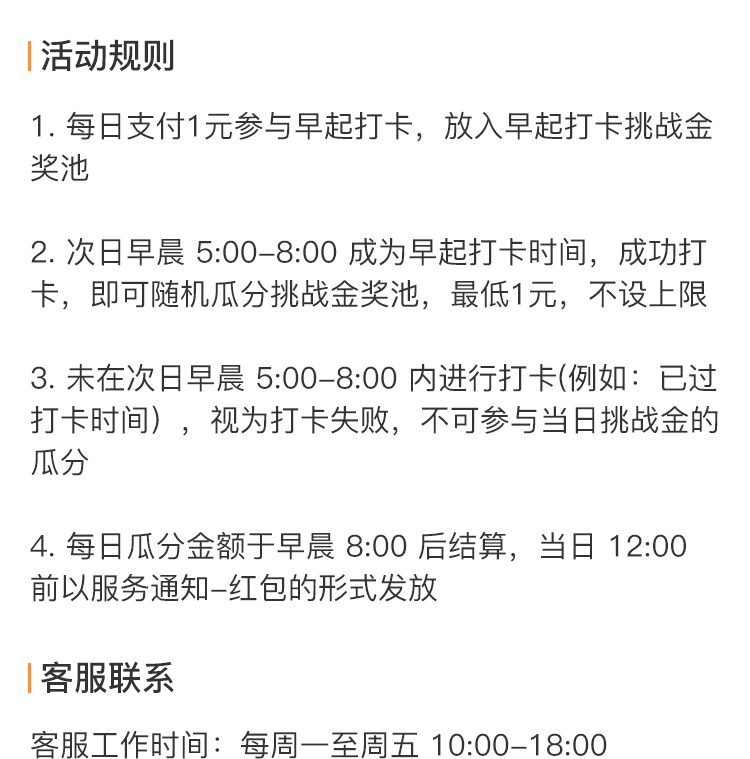 活动规则
1. 每日支付1元参与早起打卡，放入早起打卡挑战金
奖池
2. 次日早晨 5:00-8:00 成为早起打卡时间，成功打
卡，即可随机瓜分挑战金奖池，最低1元，不设上限
3. 未在次日早晨 5:00-8:00 内进行打卡(例如：已过
打卡时间），视为打卡失败，不可参与当日挑战金的
瓜分
4. 每日瓜分金额于早晨 8:00 后结算，当日 12:00
前以服务通知-红包的形式发放
客服联系
客服工作时间：每周一至周五 10:00-18:00